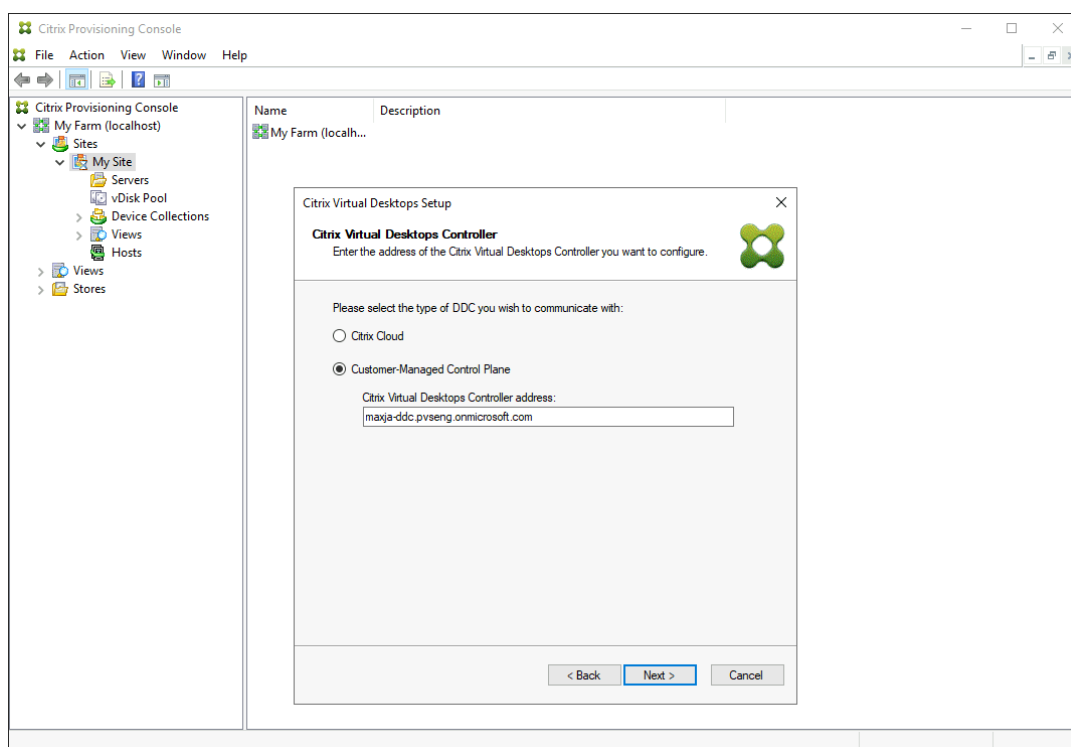 Citrix Provisioning Console
File Action View Window Help
Citrix Provisioning Console
My Farm (localhost)
Sites
My Site
Servers
vDisk Pool
Device Collections
Views
Hosts
Views
Stores
Name Description
My Farm (localh...
Citrix Virtual Desktops Setup
Citrix Virtual Desktops Controller
Enter the address of the Citrix Virtual Desktops Controller you want to configure.
Please select the type of DDC you wish to communicate with:
Citrix Cloud
Customer-Managed Control Plane
Citrix Virtual Desktops Controller address:
maxja-ddc.pvseng.onmicrosoft.com
< Back Next > Cancel